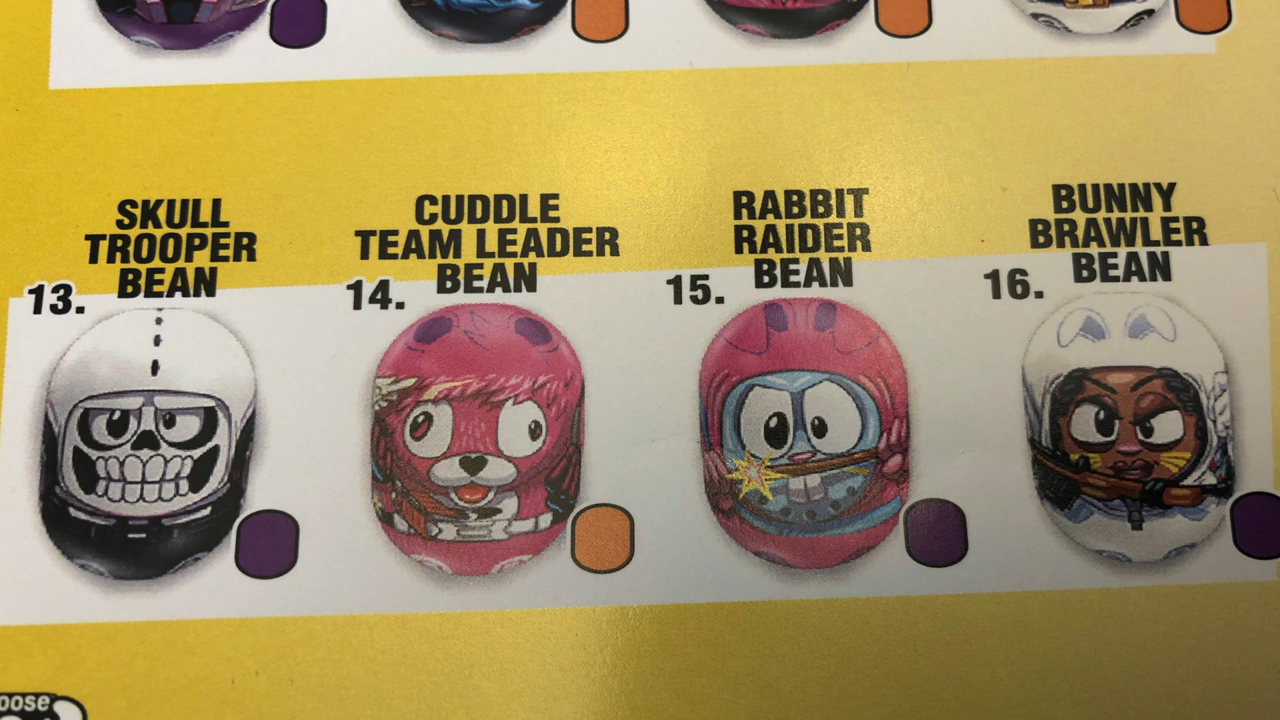 SKULL
TROOPER
BEAN
13.
CUDDLE
TEAM LEADER
BEAN
14.
RABBIT
RAIDER
BEAN
15.
BUNNY
BRAWLER
BEAN
16.
oose